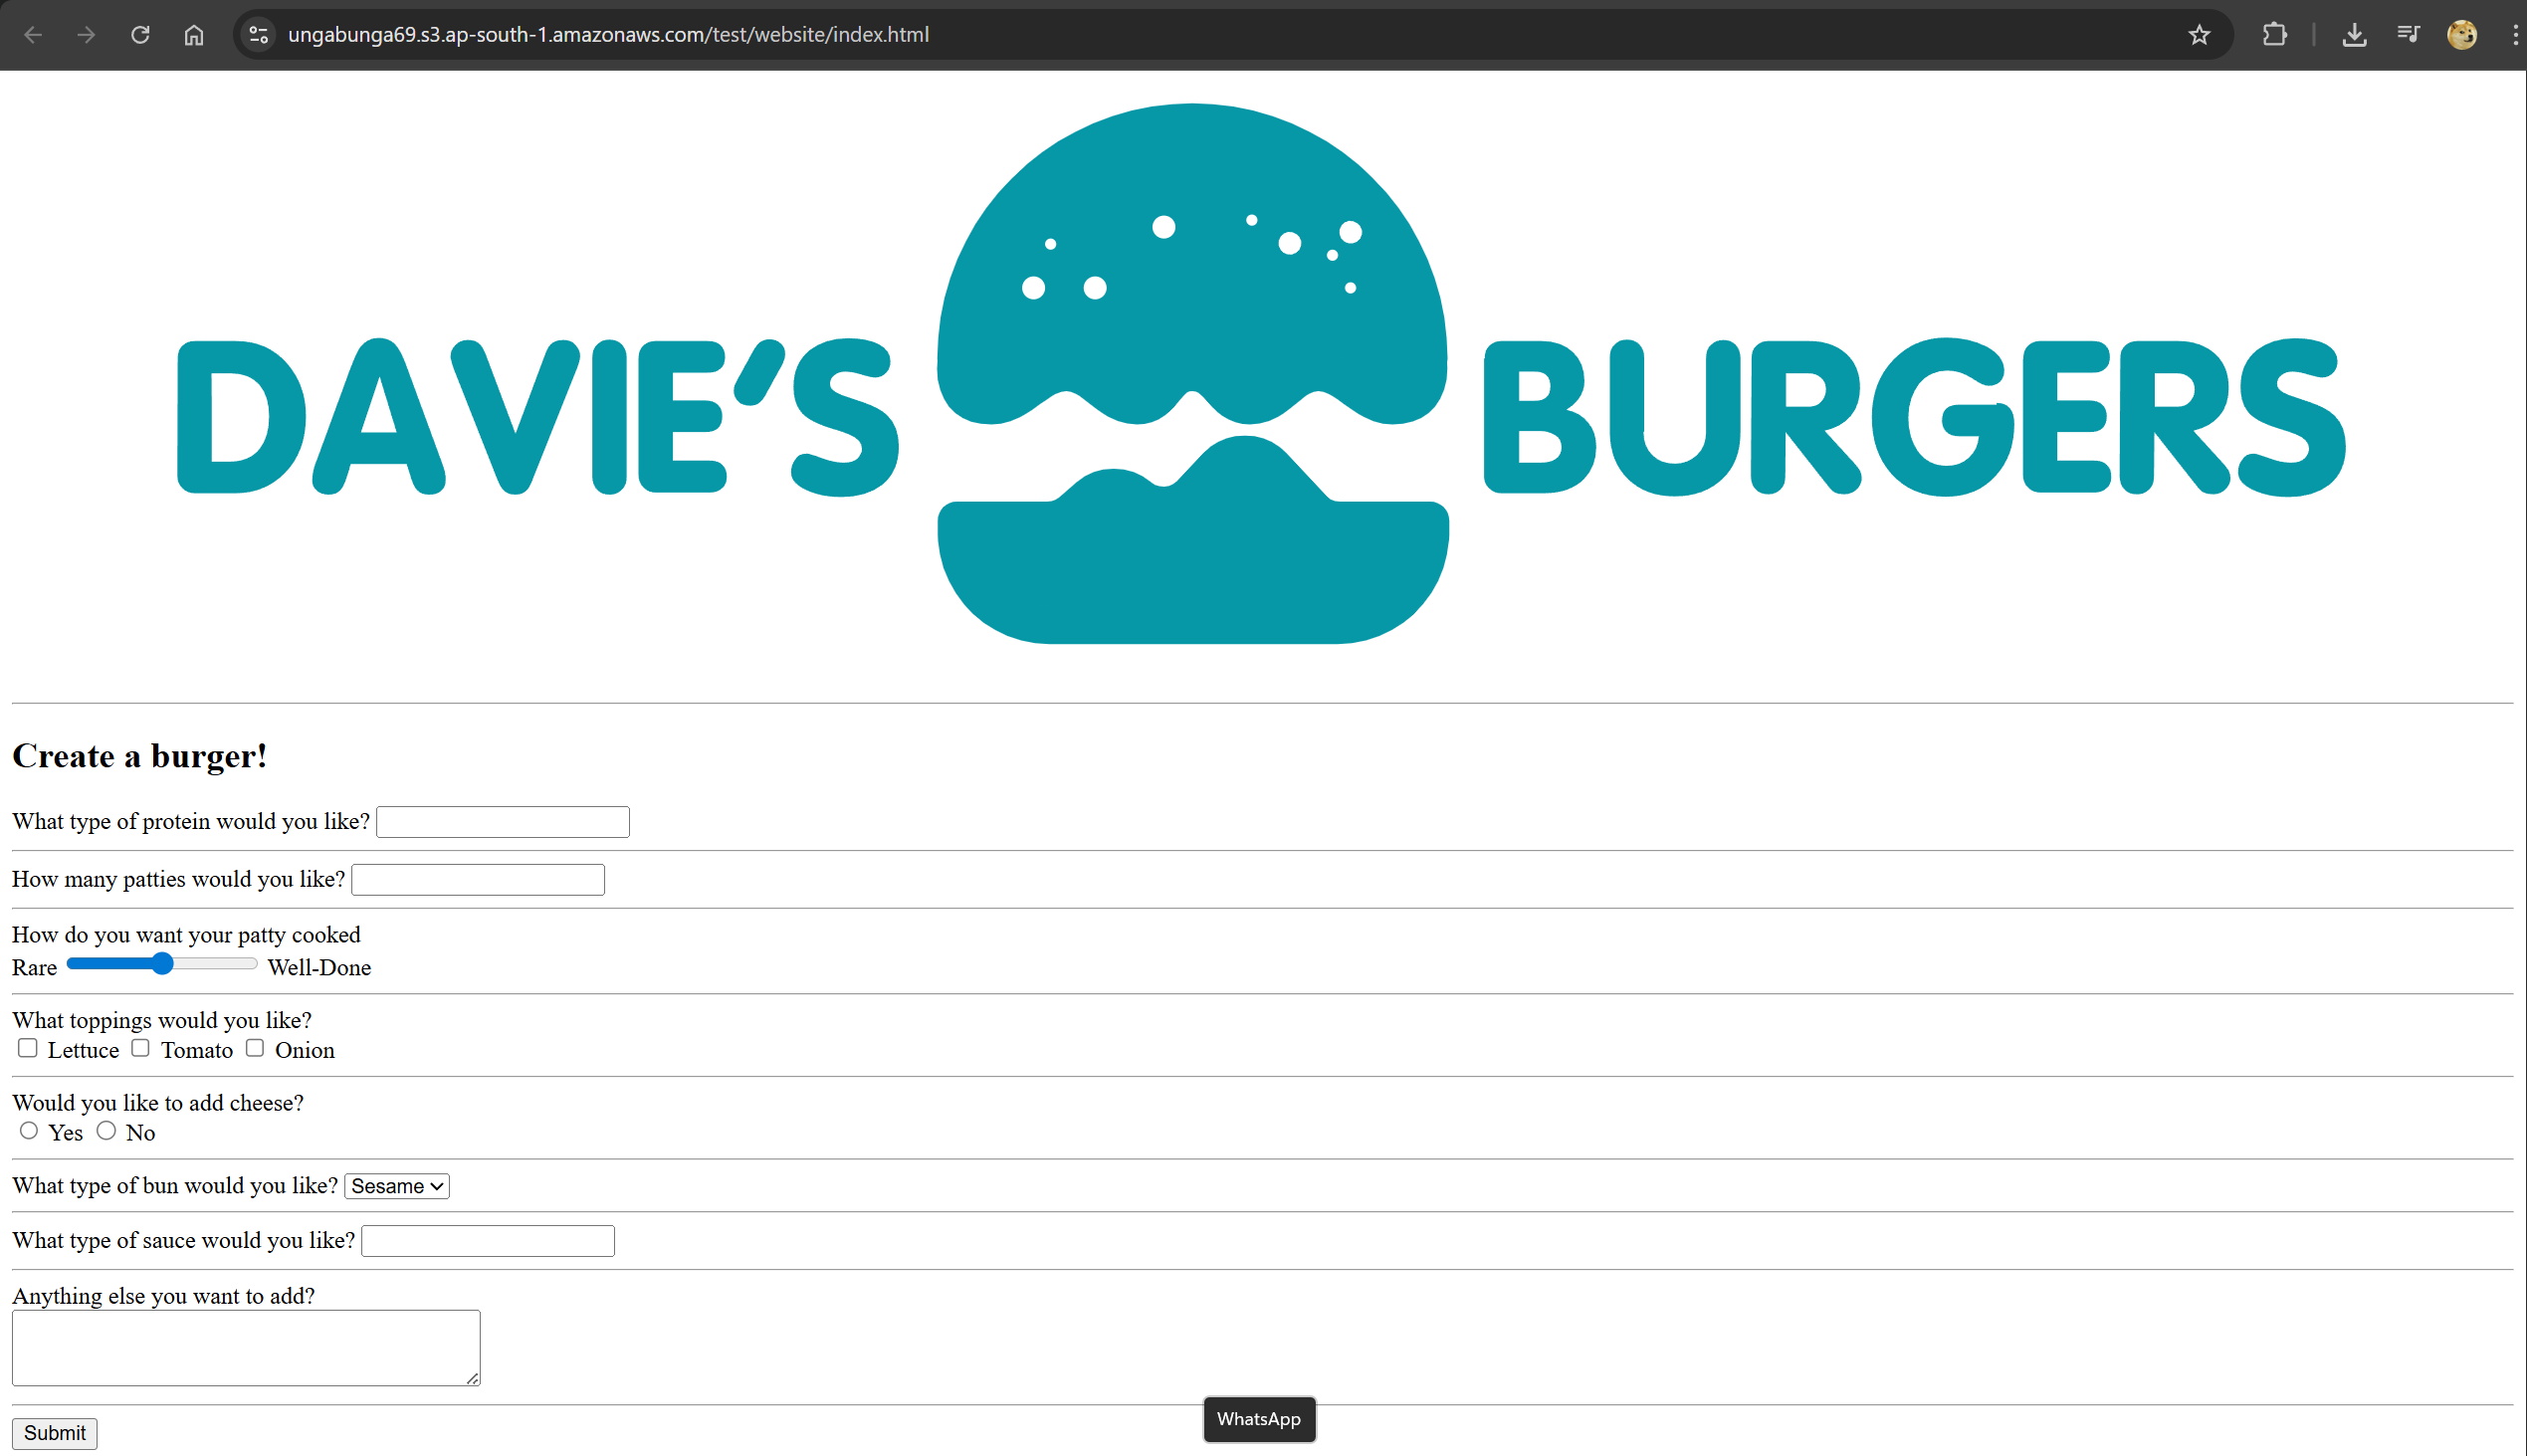 ungabunga69.s3.ap-south-1.amazonaws.com/test/website/index.html
DAVIE'S BURGERS
Create a burger!
What type of protein would you like?
How many patties would you like?
How do you want your patty cooked
Rare Well-Done
What toppings would you like?
Lettuce Tomato Onion
Would you like to add cheese?
Yes No
What type of bun would you like? Sesame
What type of sauce would you like?
Anything else you want to add?
WhatsApp
Submit